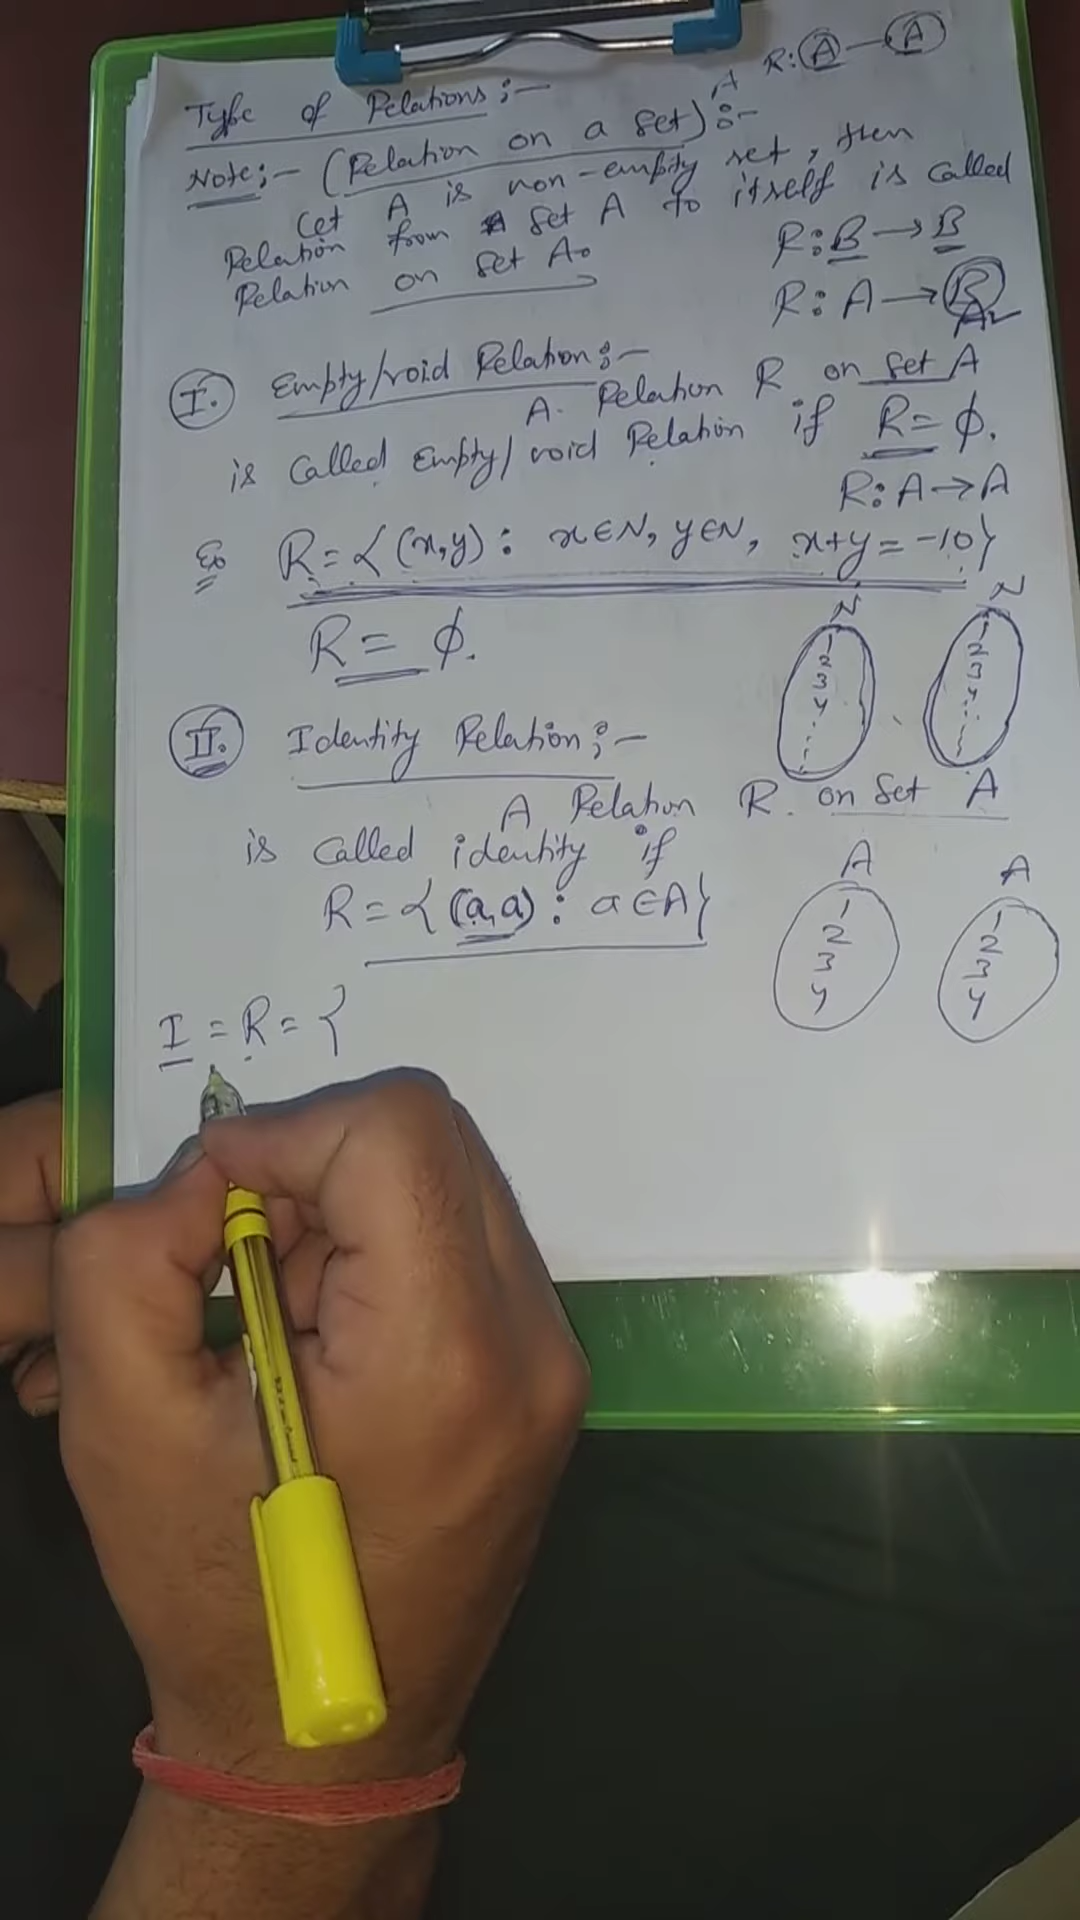 R: A — A
Type of Relations :-
Note:- (Relation on a set) :-
A
Let A is non-empty set, then
Relation from set A to itself is called
Relation on set A.
R: B → B
R: A → B
A
I. Empty/void Relation :-
A Relation R on set A
is called Empty/void Relation if R = ϕ.
R: A → A
Ex R = { (x,y) : x∈N, y∈N, x+y = -10 }
R = ϕ.
N N
1 1
2 2
3 3
4 4
II. Identity Relation :-
A Relation R on set A
is called identity if
R = { (a,a) : a∈A }
A A
1 1
2 2
3 3
4 4
I = R = {